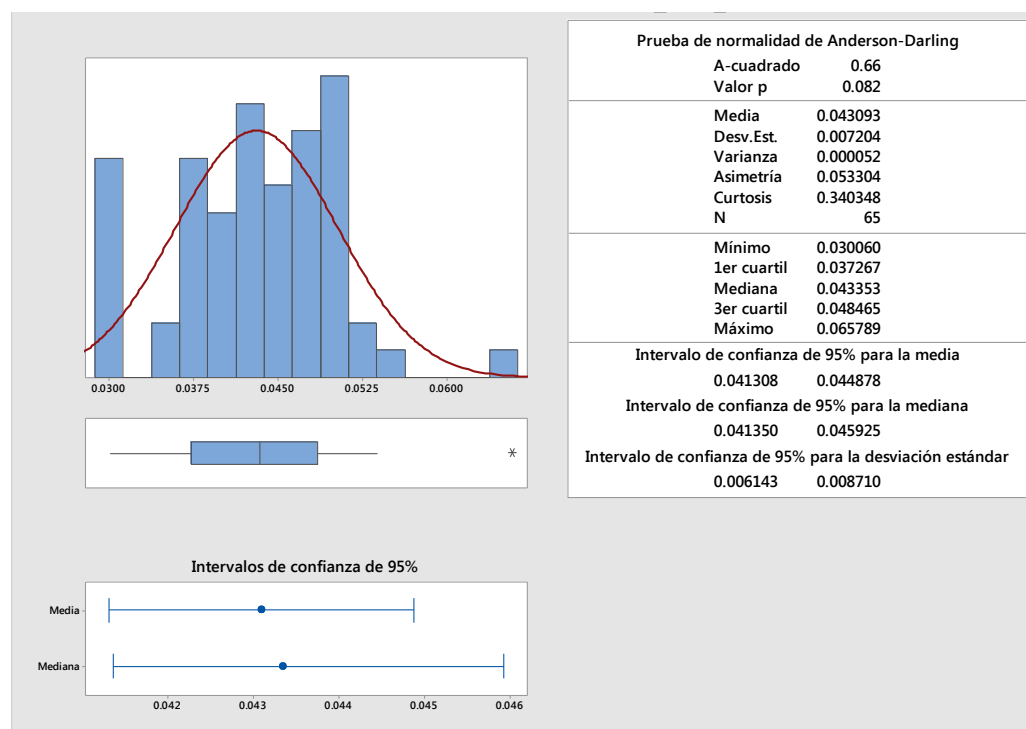 Prueba de normalidad de Anderson-Darling
A-cuadrado 0.66
Valor p 0.082
Media 0.043093
Desv.Est. 0.007204
Varianza 0.000052
Asimetría 0.053304
Curtosis 0.340348
N 65
Mínimo 0.030060
1er cuartil 0.037267
Mediana 0.043353
3er cuartil 0.048465
Máximo 0.065789
Intervalo de confianza de 95% para la media
0.041308 0.044878
Intervalo de confianza de 95% para la mediana
0.041350 0.045925
Intervalo de confianza de 95% para la desviación estándar
0.006143 0.008710
0.0300 0.0375 0.0450 0.0525 0.0600
*
Intervalos de confianza de 95%
Media
Mediana
0.042 0.043 0.044 0.045 0.046